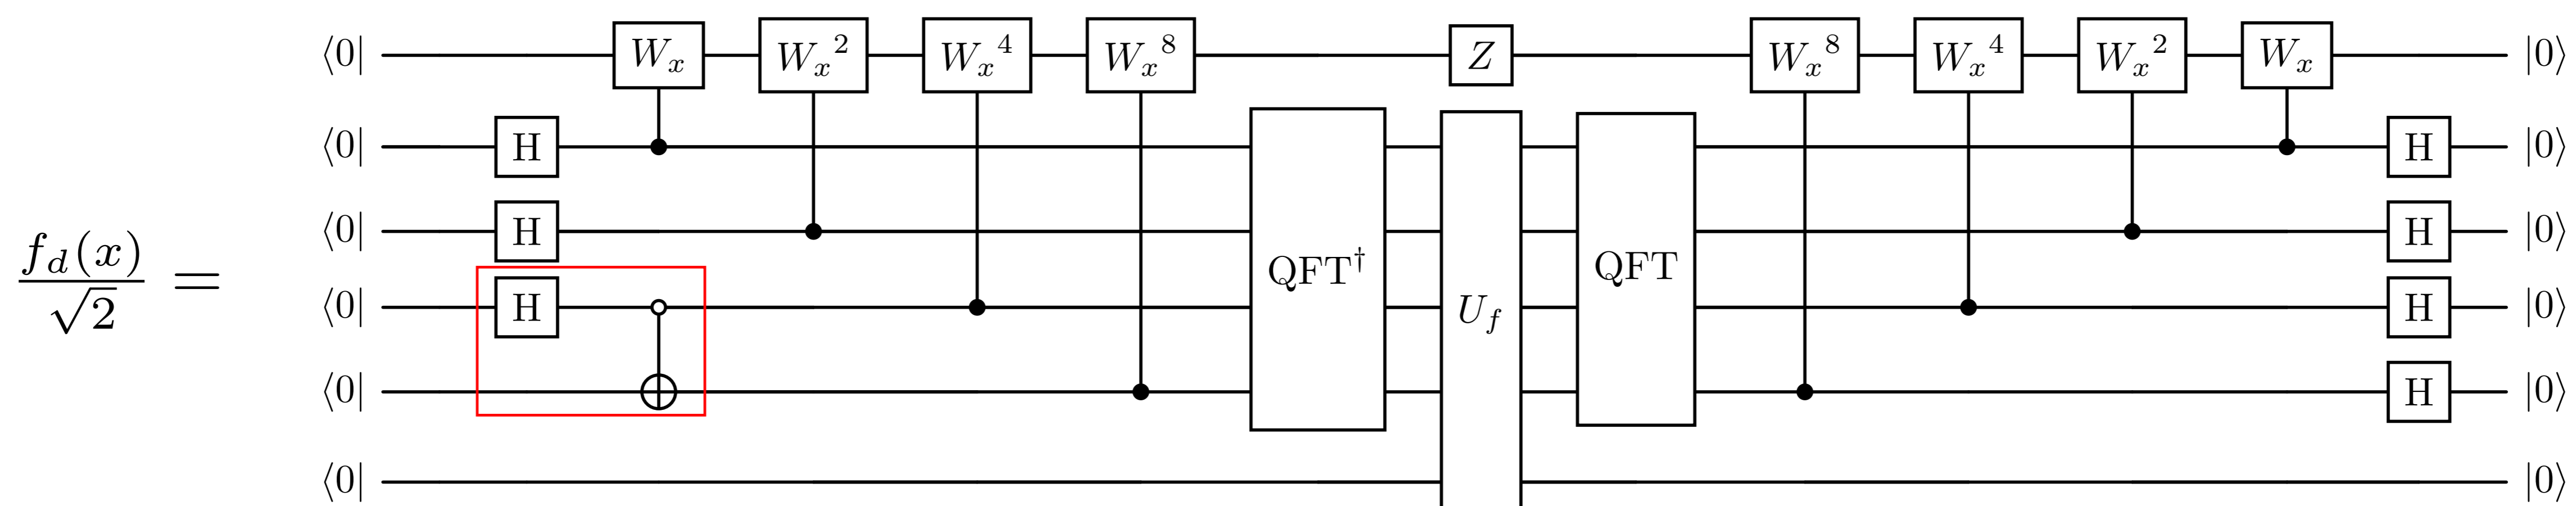 ⟨0| W_x W_x^2 W_x^4 W_x^8 Z W_x^8 W_x^4 W_x^2 W_x |0⟩
⟨0| H H |0⟩
⟨0| H H |0⟩
f_d(x)/√2 = ⟨0| H QFT† U_f QFT H |0⟩
⟨0| H |0⟩
⟨0| |0⟩